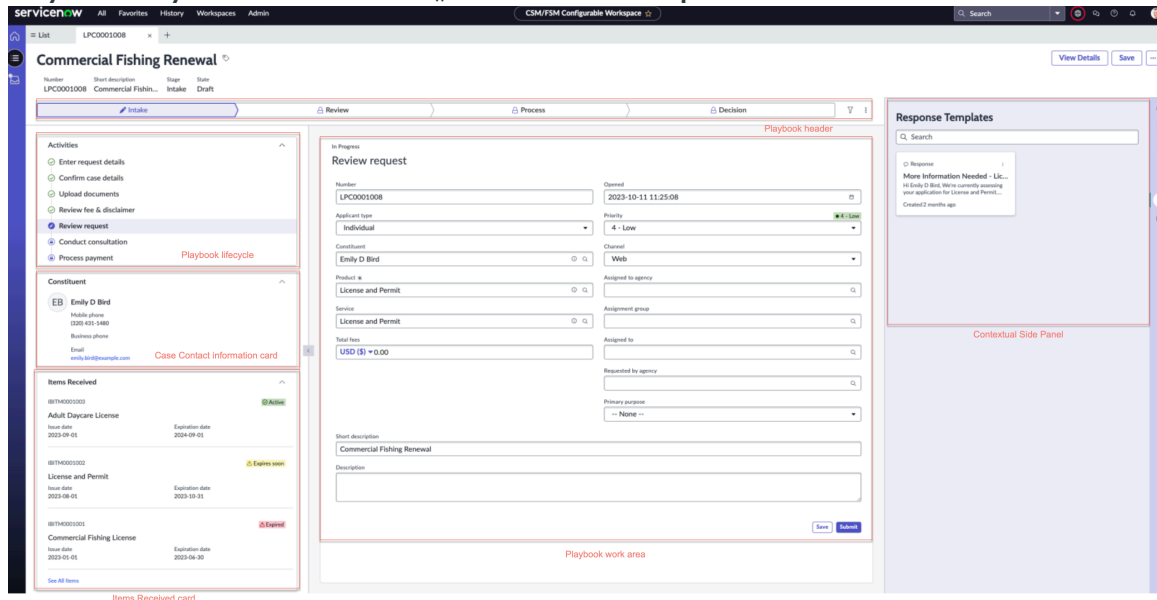 servicenow All Favorites History Workspaces Admin CSM/FSM Configurable Workspace Search
List LPC0001008 × +
Commercial Fishing Renewal View Details Save
Number Short description Stage State
LPC0001008 Commercial Fishin... Intake Draft
Intake Review Process Decision
Playbook header
Activities
Enter request details
Confirm case details
Upload documents
Review fee & disclaimer
Review request
Conduct consultation
Process payment
Playbook lifecycle
Constituent
EB Emily D Bird
Mobile phone
(320) 431-1480
Business phone
Email
emily.bird@example.com
Case Contact information card
Items Received
IBITM0001003 Active
Adult Daycare License
Issue date Expiration date
2023-09-01 2024-09-01
IBITM0001002 Expires soon
License and Permit
Issue date Expiration date
2023-08-01 2023-10-31
IBITM0001001 Expired
Commercial Fishing License
Issue date Expiration date
2023-01-01 2023-06-30
See All Items
Items Received card
In Progress
Review request
Number Opened
LPC0001008 2023-10-11 11:25:08
Applicant type Priority 4 - Low
Individual 4 - Low
Constituent Channel
Emily D Bird Web
Product Assigned to agency
License and Permit
Service Assignment group
License and Permit
Total fees Assigned to
USD ($) 0.00
Requested by agency
Primary purpose
-- None --
Short description
Commercial Fishing Renewal
Description
Save Submit
Playbook work area
Response Templates
Search
Response
More Information Needed - Lic...
Hi Emily D Bird, We're currently assessing
your application for License and Permit....
Created 2 months ago
Contextual Side Panel